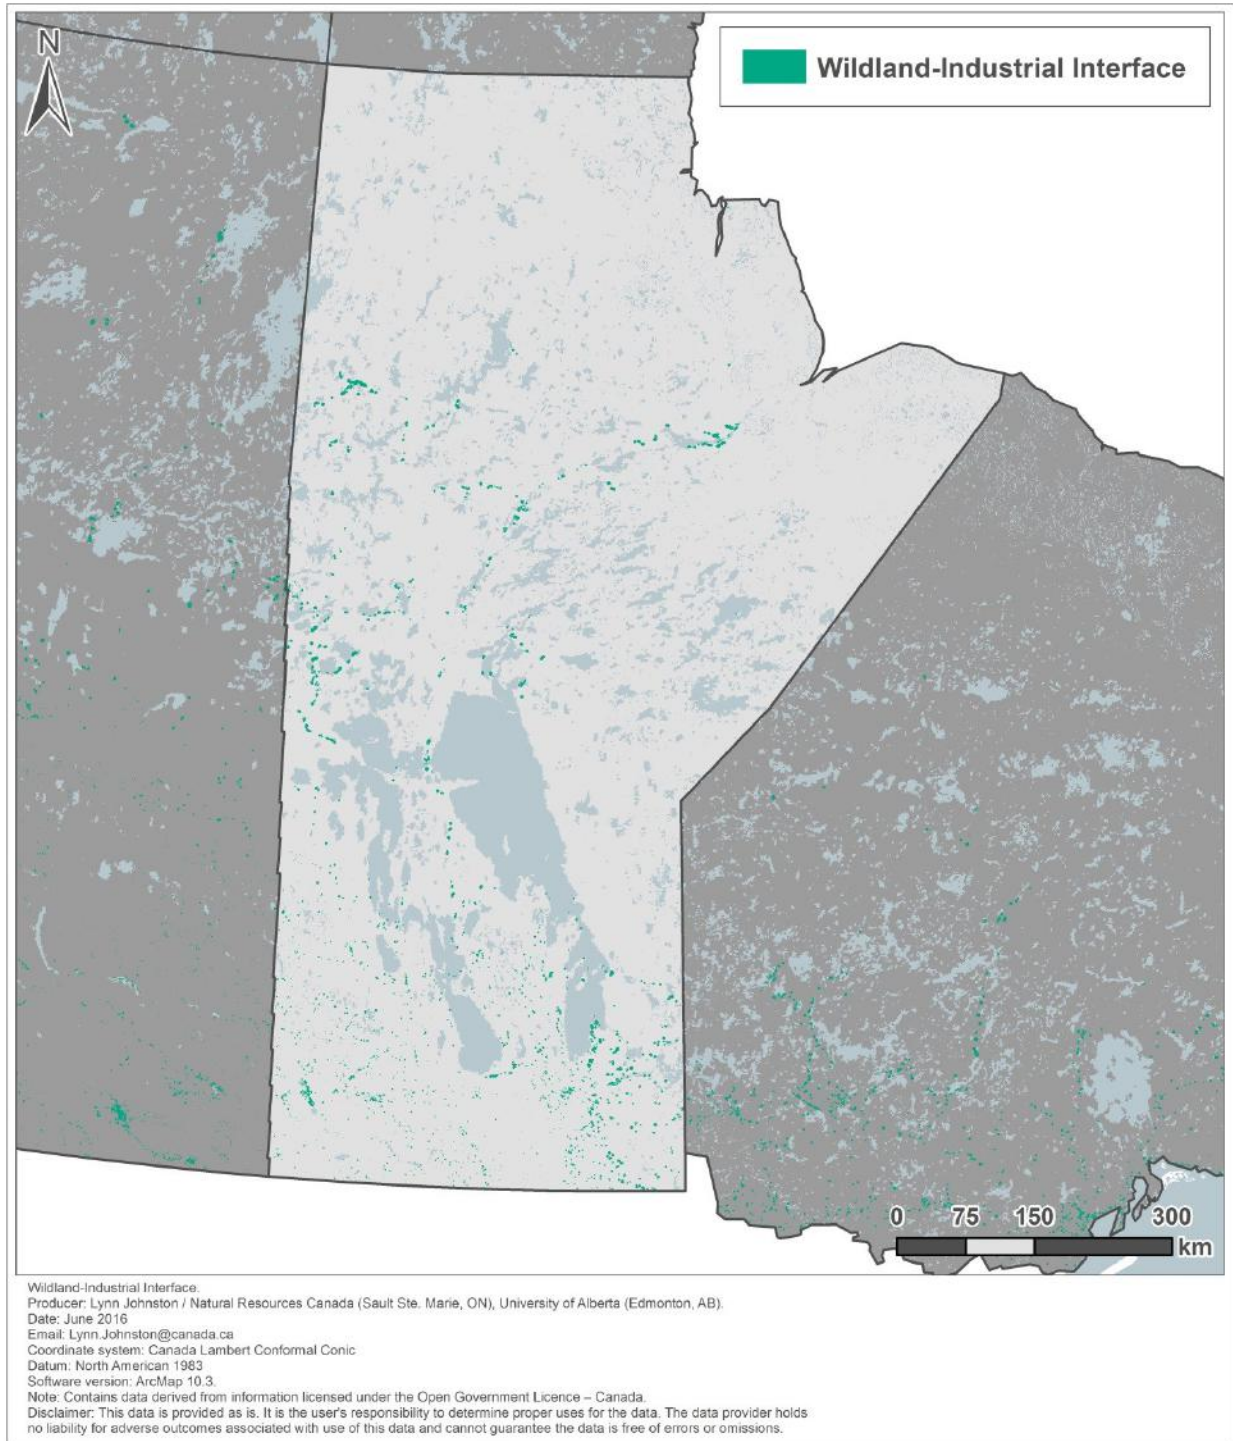 N
Wildland-Industrial Interface
0 75 150 300
km
Wildland-Industrial Interface.
Producer: Lynn Johnston / Natural Resources Canada (Sault Ste. Marie, ON), University of Alberta (Edmonton, AB).
Date: June 2016
Email: Lynn.Johnston@canada.ca
Coordinate system: Canada Lambert Conformal Conic
Datum: North American 1983
Software version: ArcMap 10.3.
Note: Contains data derived from information licensed under the Open Government Licence – Canada.
Disclaimer: This data is provided as is. It is the user's responsibility to determine proper uses for the data. The data provider holds
no liability for adverse outcomes associated with use of this data and cannot guarantee the data is free of errors or omissions.